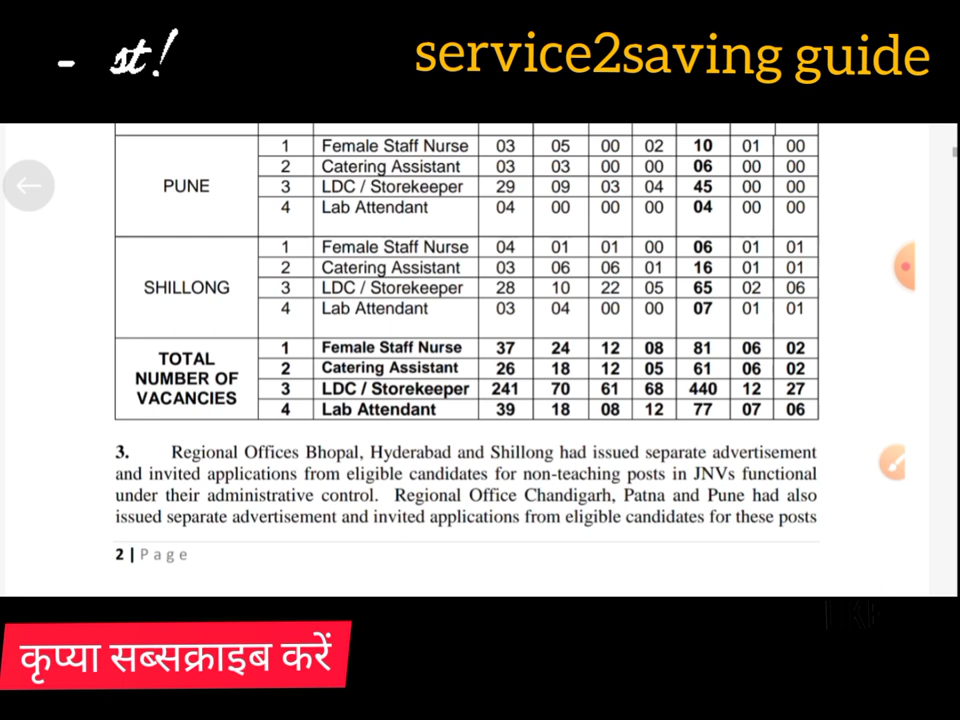 - st!
service2saving guide
PUNE
1 Female Staff Nurse 03 05 00 02 10 01 00
2 Catering Assistant 03 03 00 00 06 00 00
3 LDC / Storekeeper 29 09 03 04 45 00 00
4 Lab Attendant 04 00 00 00 04 00 00
SHILLONG
1 Female Staff Nurse 04 01 01 00 06 01 01
2 Catering Assistant 03 06 06 01 16 01 01
3 LDC / Storekeeper 28 10 22 05 65 02 06
4 Lab Attendant 03 04 00 00 07 01 01
TOTAL
NUMBER OF
VACANCIES
1 Female Staff Nurse 37 24 12 08 81 06 02
2 Catering Assistant 26 18 12 05 61 06 02
3 LDC / Storekeeper 241 70 61 68 440 12 27
4 Lab Attendant 39 18 08 12 77 07 06
3. Regional Offices Bhopal, Hyderabad and Shillong had issued separate advertisement
and invited applications from eligible candidates for non-teaching posts in JNVs functional
under their administrative control. Regional Office Chandigarh, Patna and Pune had also
issued separate advertisement and invited applications from eligible candidates for these posts
2 | Page
कृप्या सब्सक्राइब करें